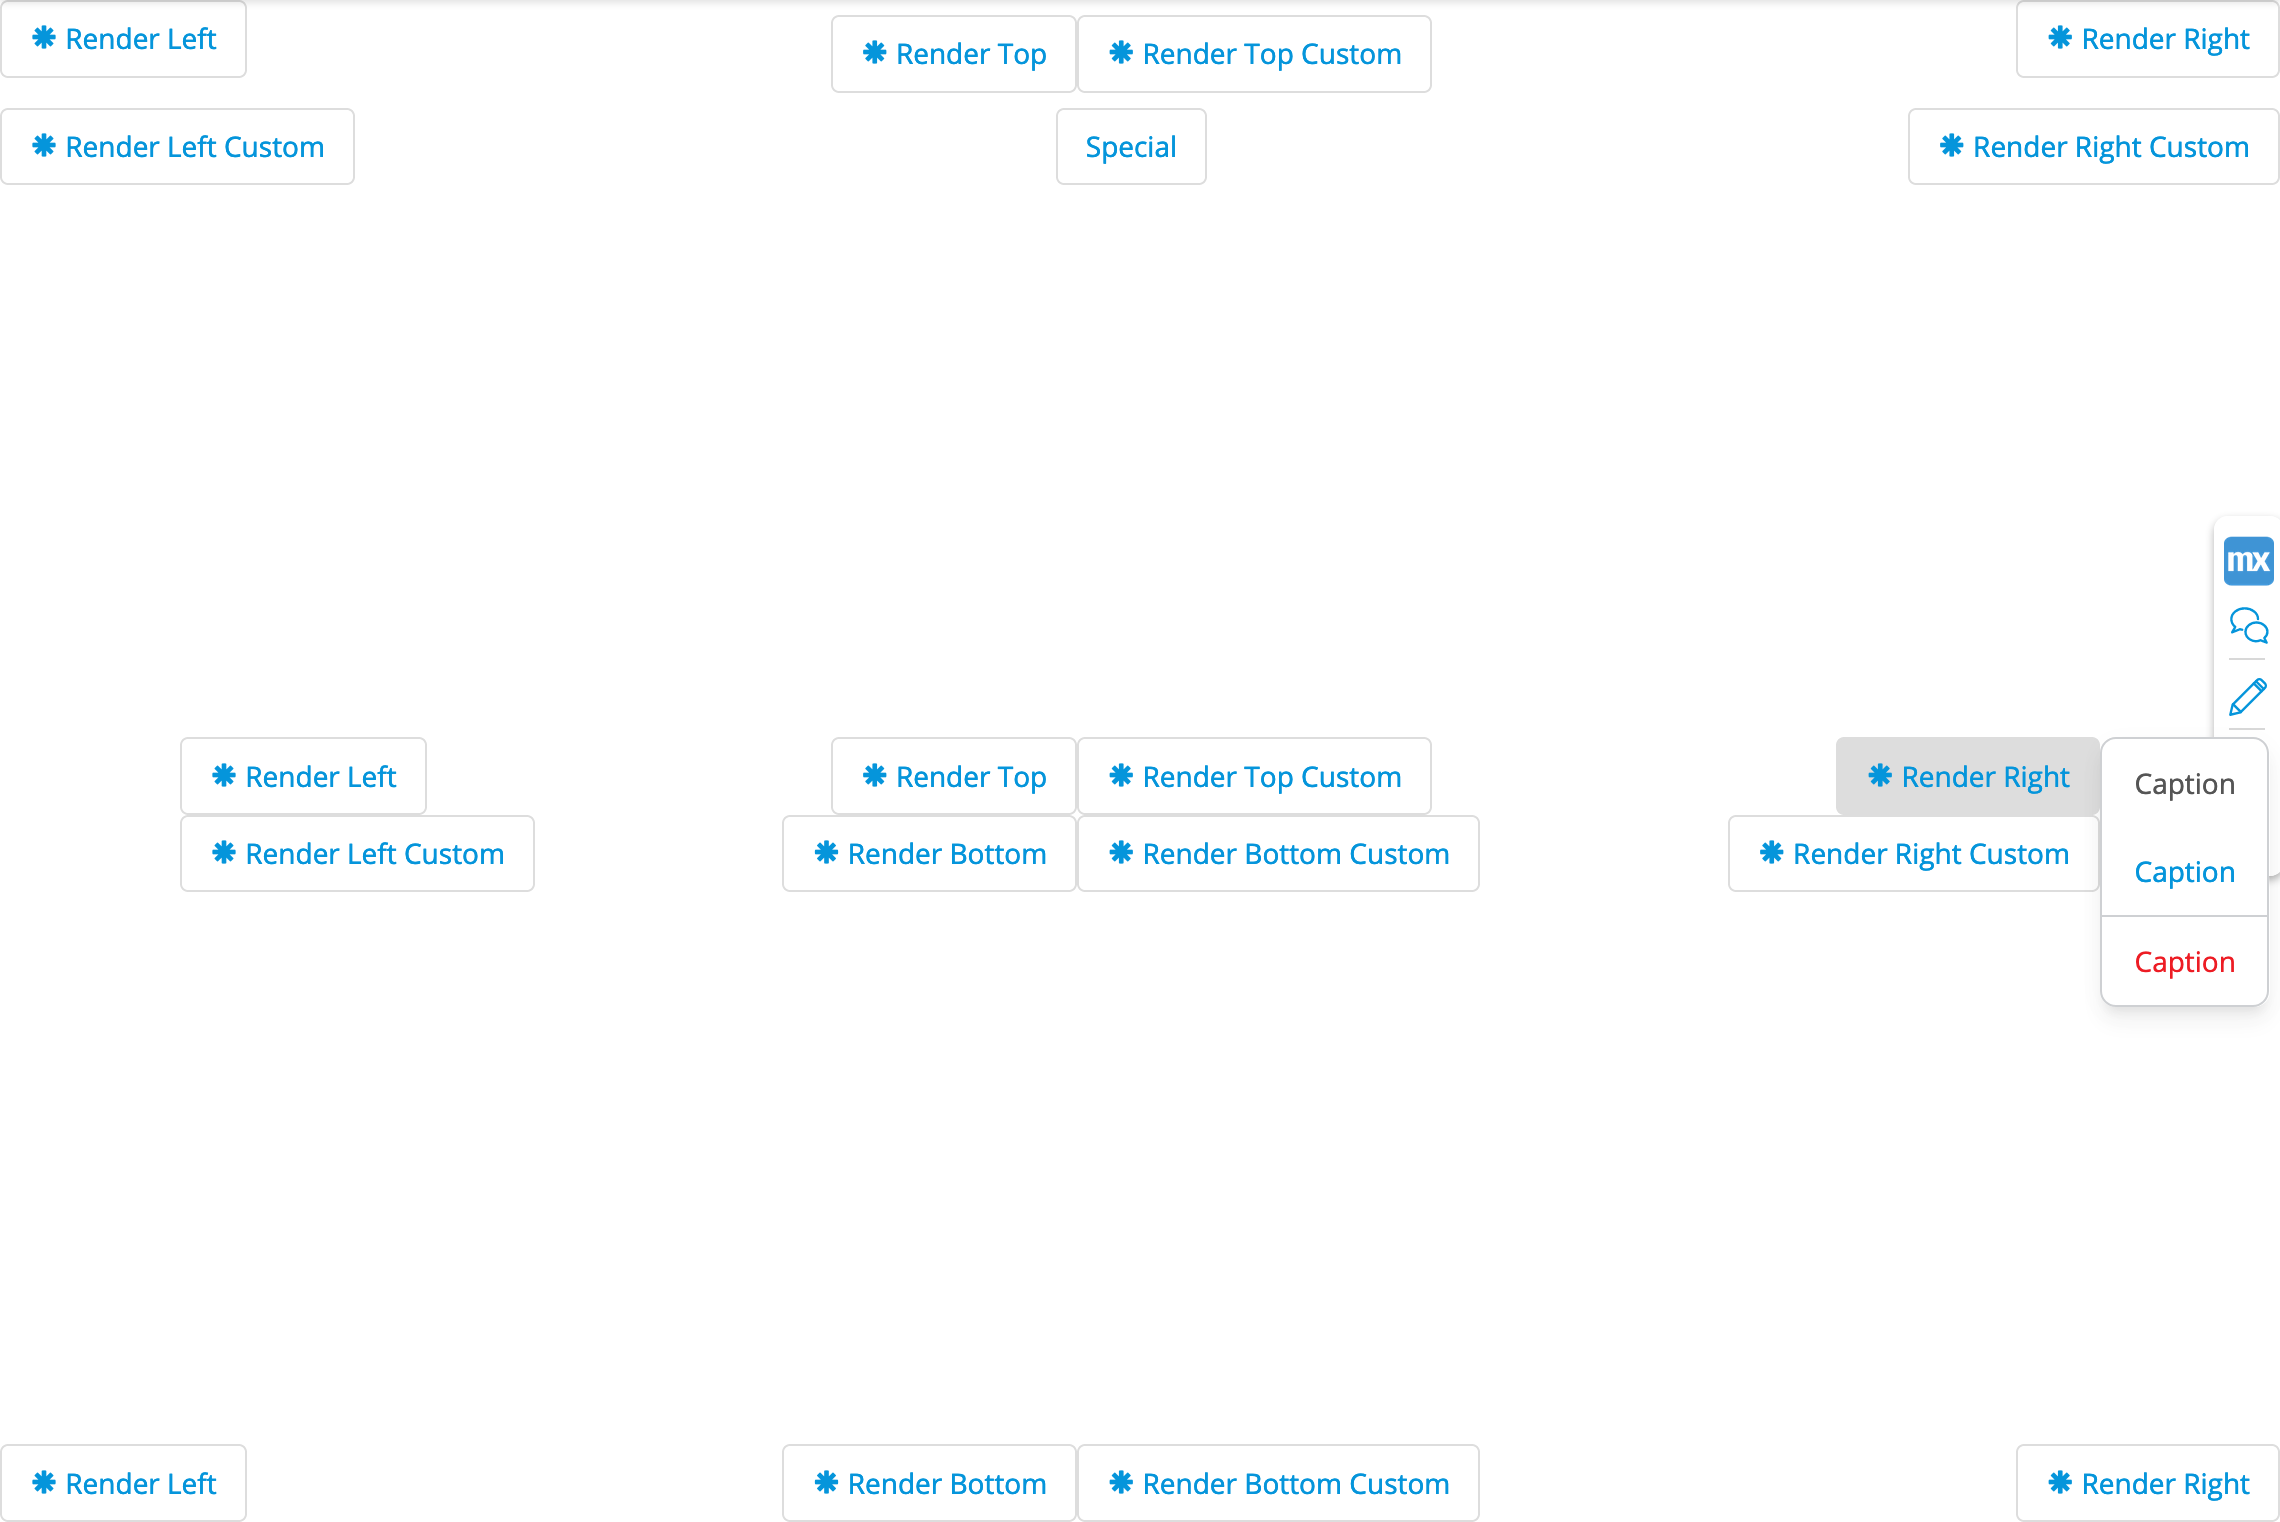 Render Left
Render Top
Render Top Custom
Render Right
Render Left Custom
Special
Render Right Custom
mx
Render Left
Render Top
Render Top Custom
Render Right
Caption
Render Left Custom
Render Bottom
Render Bottom Custom
Render Right Custom
Caption
Caption
Render Left
Render Bottom
Render Bottom Custom
Render Right